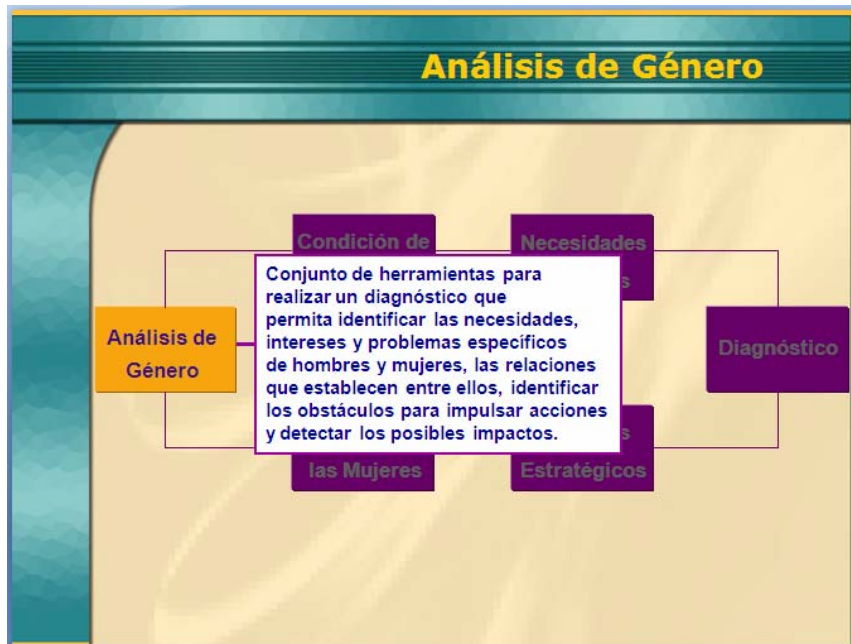 Análisis de Género
Condición de
Necesidades
Conjunto de herramientas para
realizar un diagnóstico que
permita identificar las necesidades,
intereses y problemas específicos
de hombres y mujeres, las relaciones
que establecen entre ellos, identificar
los obstáculos para impulsar acciones
y detectar los posibles impactos.
Análisis de
Género
Diagnóstico
las Mujeres
Estratégicos